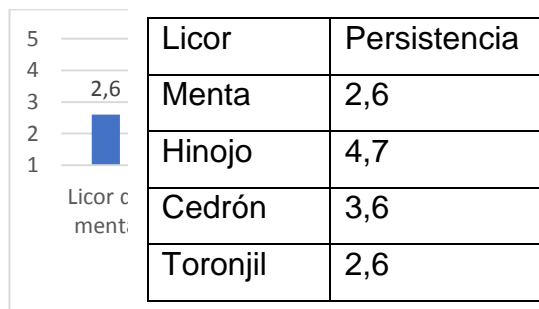 5
4
3
2
1
2,6
Licor
Licor Persistencia
Menta 2,6
Hinojo 4,7
Cedrón 3,6
Toronjil 2,6